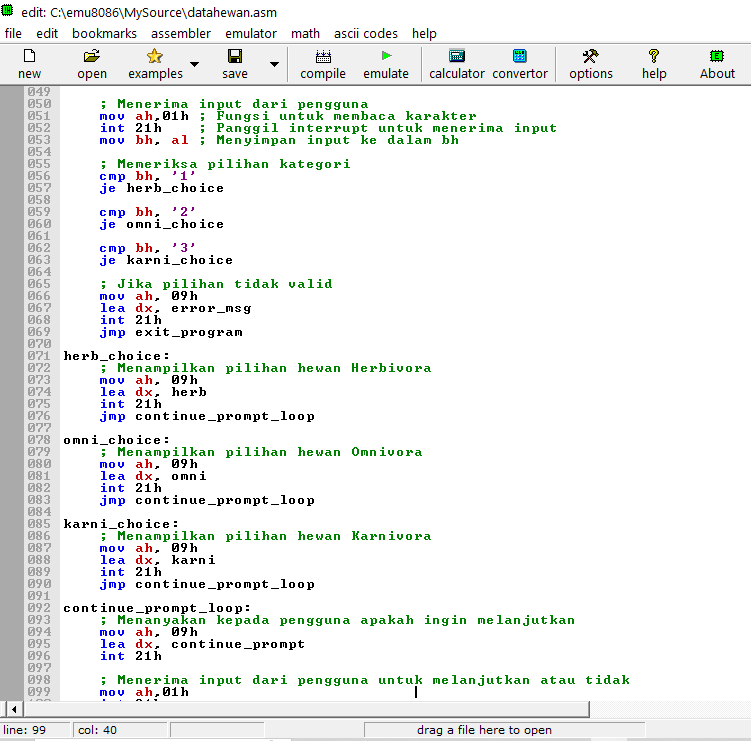 edit: C:\emu8086\MySource\datahewan.asm
file edit bookmarks assembler emulator math ascii codes help
new open examples save compile emulate calculator convertor options help About
049
050 ; Menerima input dari pengguna
051 mov ah,01h ; Fungsi untuk membaca karakter
052 int 21h ; Panggil interrupt untuk menerima input
053 mov bh, al ; Menyimpan input ke dalam bh
054
055 ; Memeriksa pilihan kategori
056 cmp bh, '1'
057 je herb_choice
058
059 cmp bh, '2'
060 je omni_choice
061
062 cmp bh, '3'
063 je karni_choice
064
065 ; Jika pilihan tidak valid
066 mov ah, 09h
067 lea dx, error_msg
068 int 21h
069 jmp exit_program
070
071 herb_choice:
072 ; Menampilkan pilihan hewan Herbivora
073 mov ah, 09h
074 lea dx, herb
075 int 21h
076 jmp continue_prompt_loop
077
078 omni_choice:
079 ; Menampilkan pilihan hewan Omnivora
080 mov ah, 09h
081 lea dx, omni
082 int 21h
083 jmp continue_prompt_loop
084
085 karni_choice:
086 ; Menampilkan pilihan hewan Karnivora
087 mov ah, 09h
088 lea dx, karni
089 int 21h
090 jmp continue_prompt_loop
091
092 continue_prompt_loop:
093 ; Menanyakan kepada pengguna apakah ingin melanjutkan
094 mov ah, 09h
095 lea dx, continue_prompt
096 int 21h
097
098 ; Menerima input dari pengguna untuk melanjutkan atau tidak
099 mov ah,01h
line: 99 col: 40 drag a file here to open